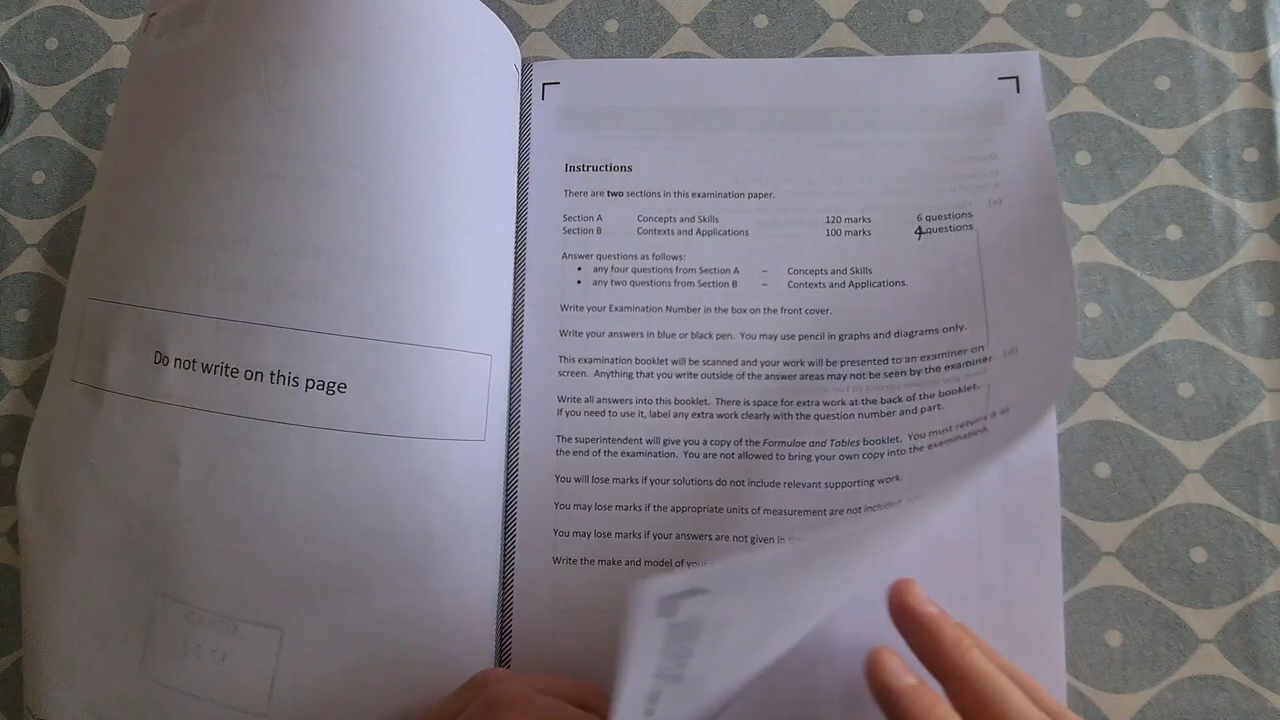 Do not write on this page
Instructions
There are two sections in this examination paper.
Section A Concepts and Skills 120 marks 6 questions
Section B Contexts and Applications 100 marks 4 questions
Answer questions as follows:
• any four questions from Section A – Concepts and Skills
• any two questions from Section B – Contexts and Applications.
Write your Examination Number in the box on the front cover.
Write your answers in blue or black pen. You may use pencil in graphs and diagrams only.
This examination booklet will be scanned and your work will be presented to an examiner on
screen. Anything that you write outside of the answer areas may not be seen by the examiner.
Write all answers into this booklet. There is space for extra work at the back of the booklet.
If you need to use it, label any extra work clearly with the question number and part.
The superintendent will give you a copy of the Formulae and Tables booklet. You must return it at
the end of the examination. You are not allowed to bring your own copy into the examination.
You will lose marks if your solutions do not include relevant supporting work.
You may lose marks if the appropriate units of measurement are not included
You may lose marks if your answers are not given in
Write the make and model of your